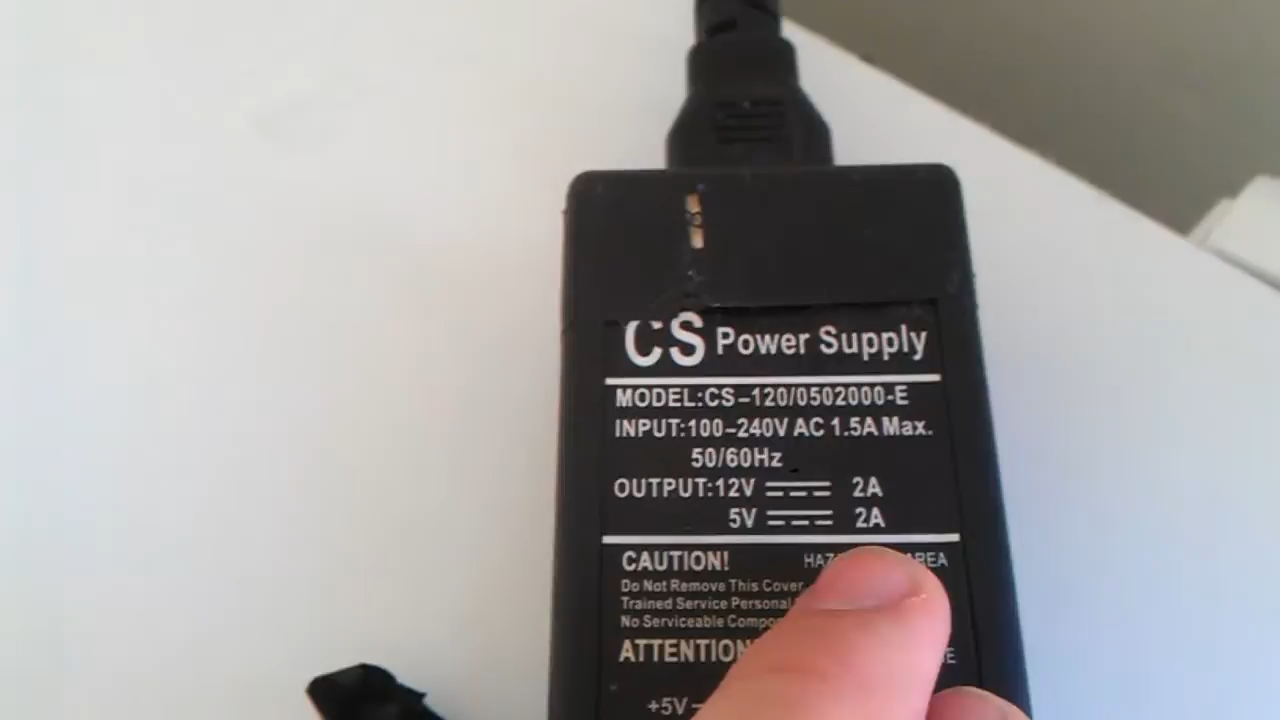 CS Power Supply
MODEL:CS-120/0502000-E
INPUT:100-240V AC 1.5A Max.
50/60Hz
OUTPUT:12V 2A
5V 2A
CAUTION! AREA
Do Not Remove This Cover
Trained Service Personal
No Serviceable
ATTENTION
+5V